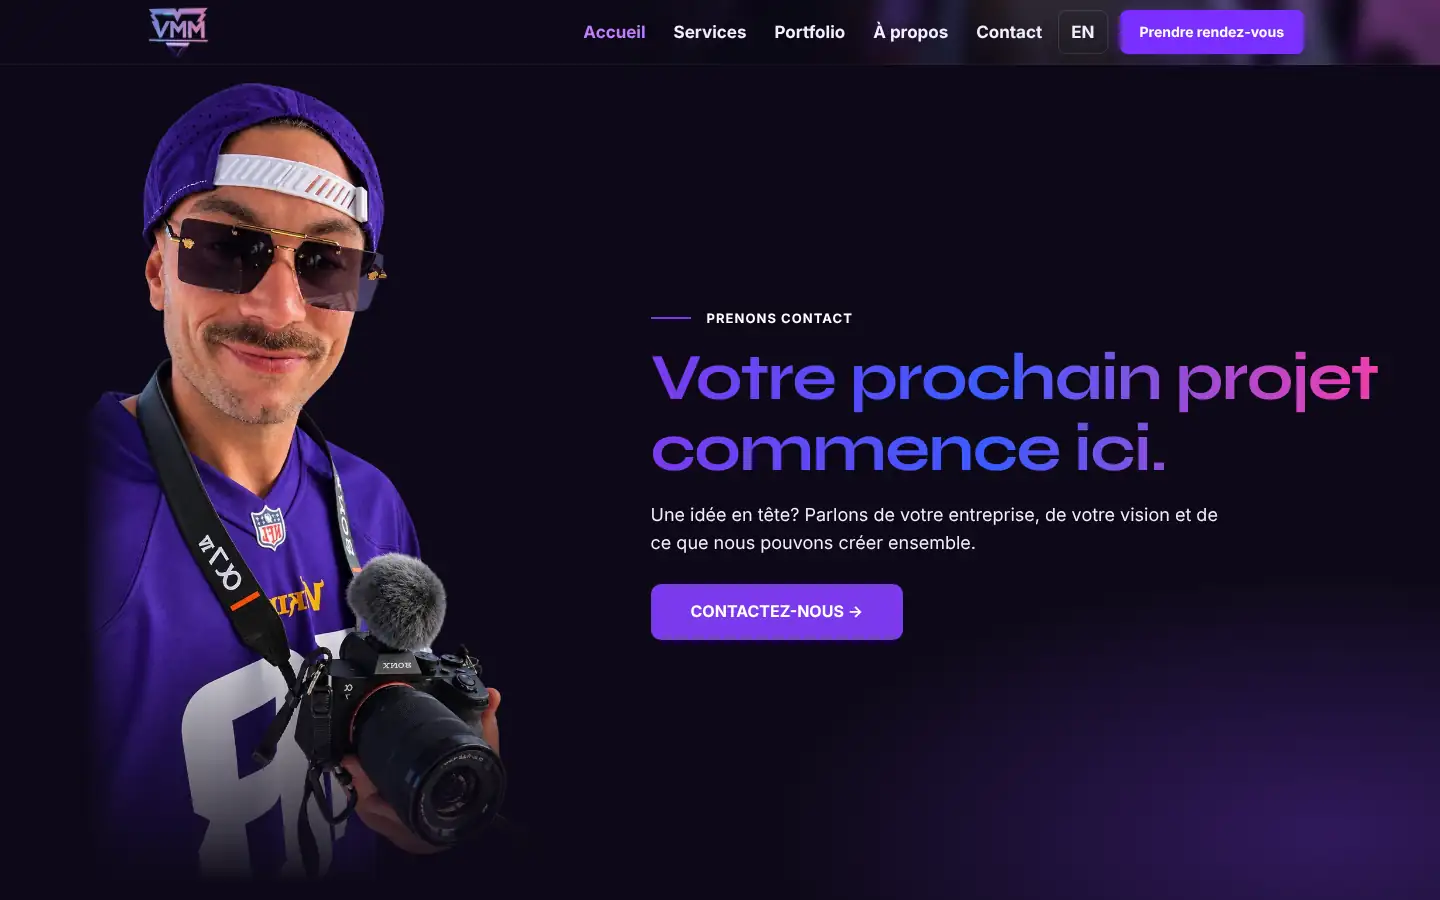 VMM
Accueil
Services
Portfolio
À propos
Contact
EN
Prendre rendez-vous
PRENONS CONTACT
Votre prochain projet
commence ici.
Une idée en tête? Parlons de votre entreprise, de votre vision et de
ce que nous pouvons créer ensemble.
CONTACTEZ-NOUS →